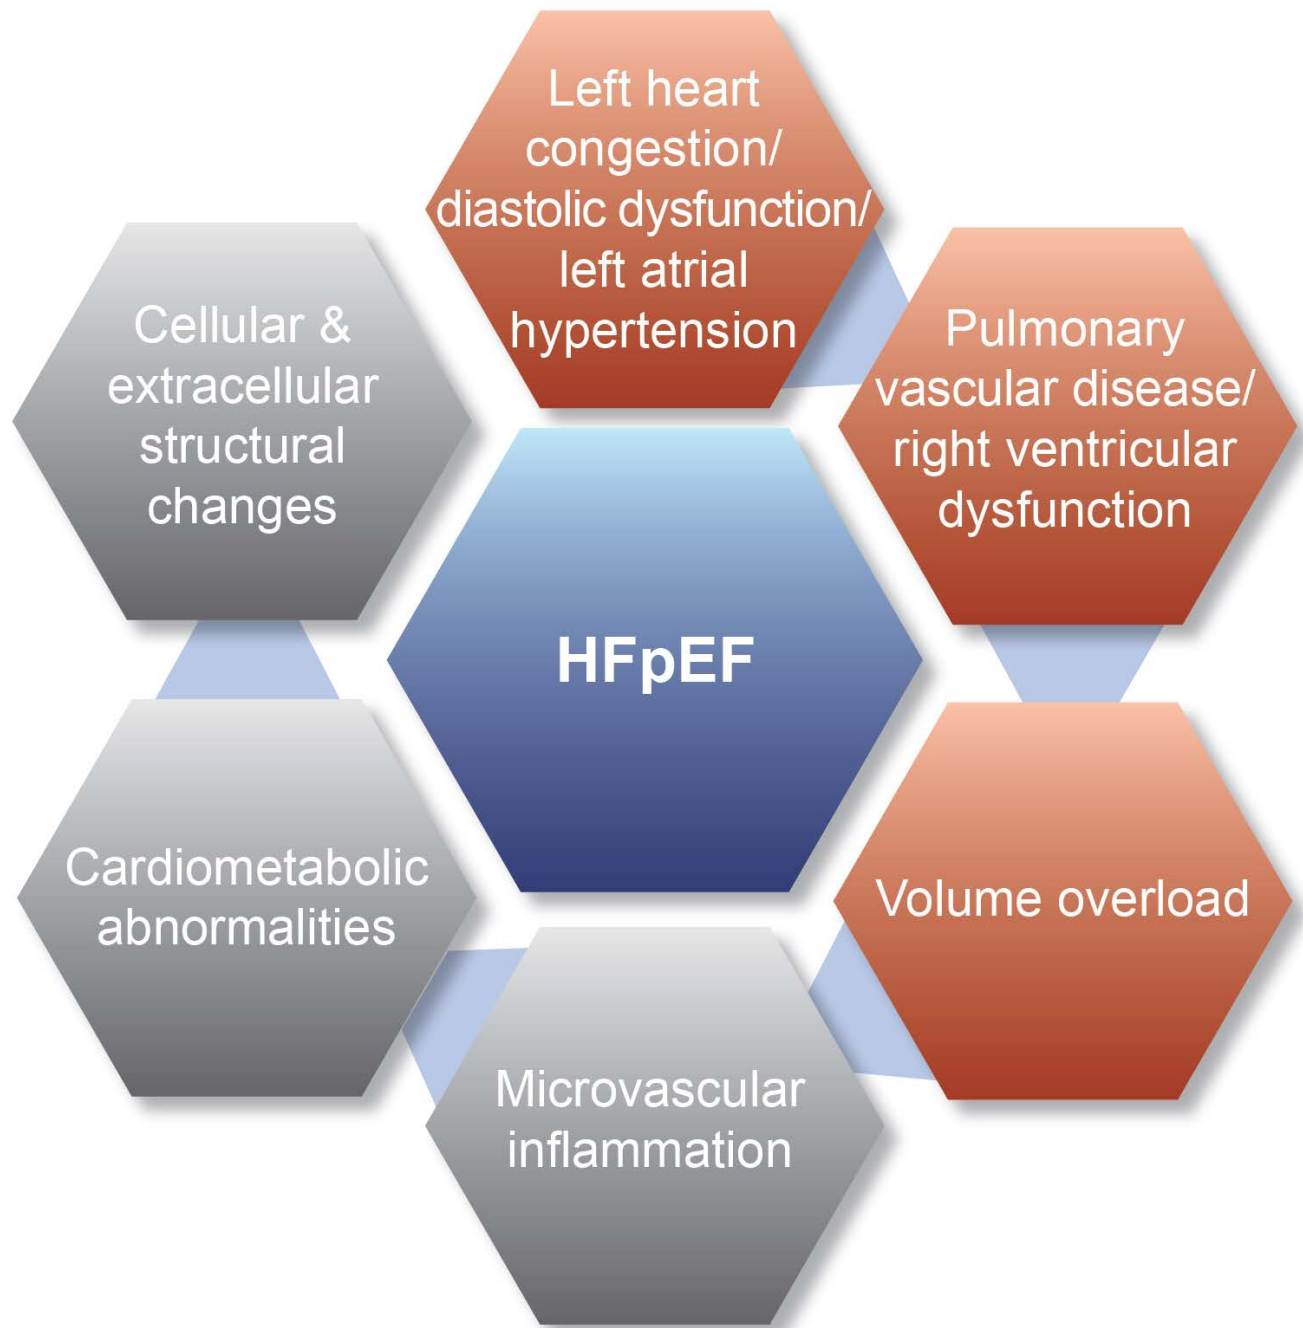 Left heart
congestion/
diastolic dysfunction/
left atrial
hypertension
Pulmonary
vascular disease/
right ventricular
dysfunction
Volume overload
Microvascular
inflammation
Cardiometabolic
abnormalities
Cellular &
extracellular
structural
changes
HFpEF